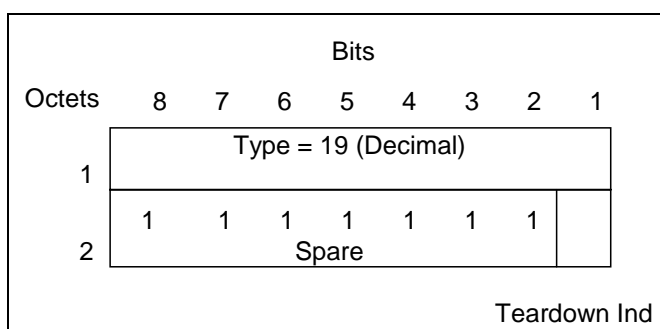 Bits
Octets 8 7 6 5 4 3 2 1
Type = 19 (Decimal)
1
1 1 1 1 1 1 1
2 Spare
Teardown Ind